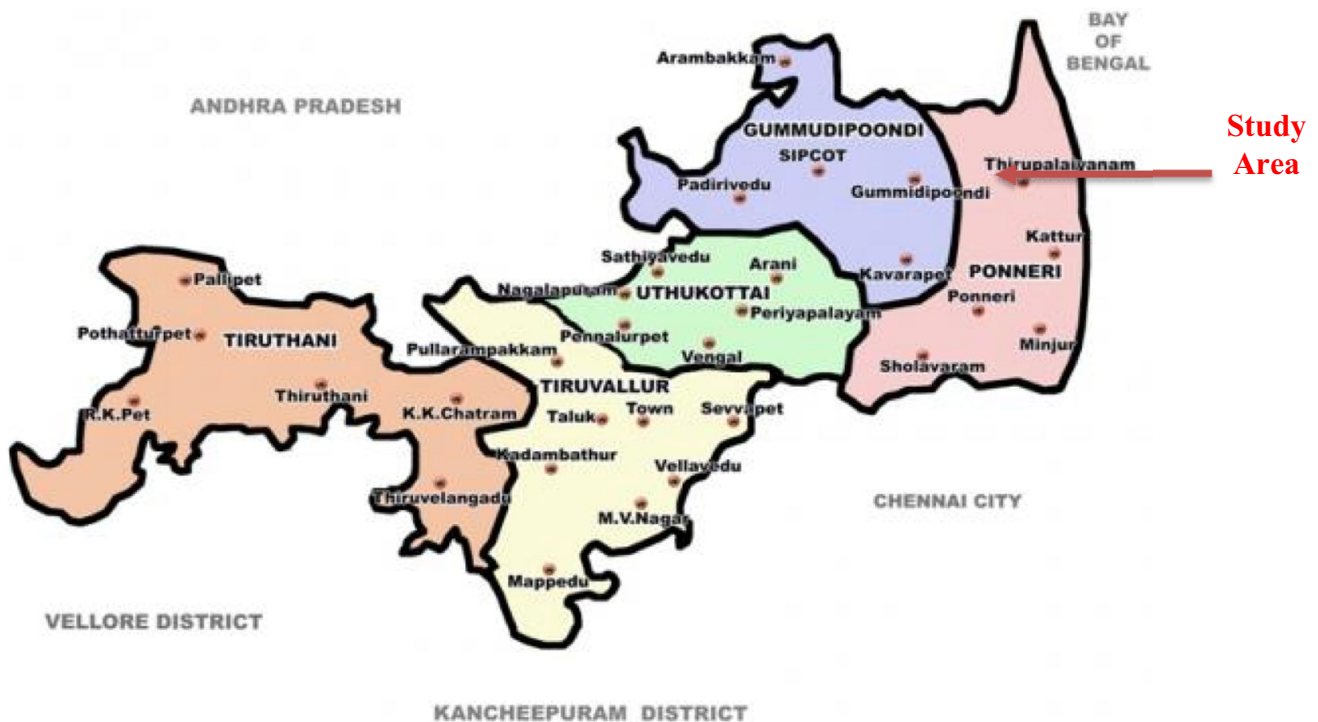 BAY
OF
BENGAL
Arambakkam
ANDHRA PRADESH
Study
Area
GUMMUDIPOONDI
SIPCOT
Thirupalaivanam
Padirivedu
Gummidipoondi
Kattur
Sathiyavedu
Arani
Kavarapet
PONNERI
Pallipet
Nagalapuram
UTHUKOTTAI
Ponneri
Periyapalayam
Pothatturpet
TIRUTHANI
Pennalurpet
Minjur
Pullarampakkam
Vengal
Sholavaram
TIRUVALLUR
Thiruthani
R.K.Pet
K.K.Chatram
Taluk
Town
Sevvapet
Kadambathur
Vellavedu
Thiruvelangadu
CHENNAI CITY
M.V.Nagar
Mappedu
VELLORE DISTRICT
KANCHEEPURAM DISTRICT